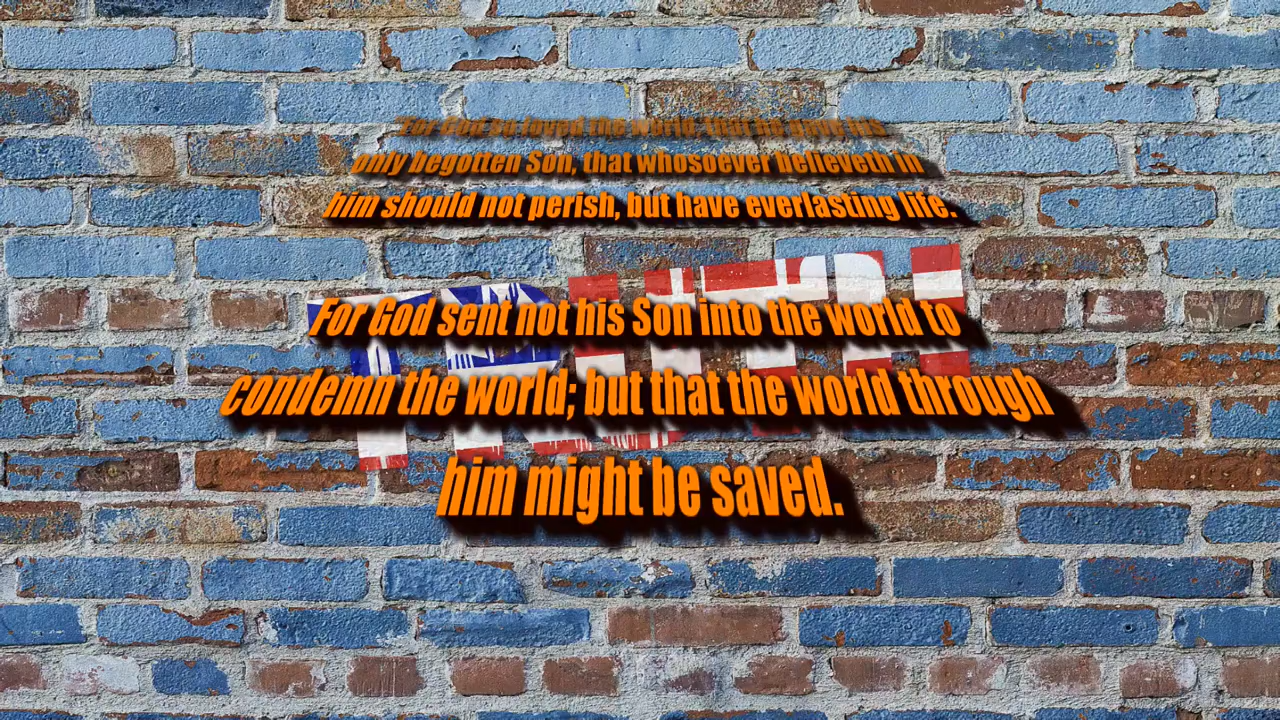 "For God so loved the world, that he gave his
only begotten Son, that whosoever believeth in
him should not perish, but have everlasting life.
TRUTH
For God sent not his Son into the world to
condemn the world; but that the world through
him might be saved.